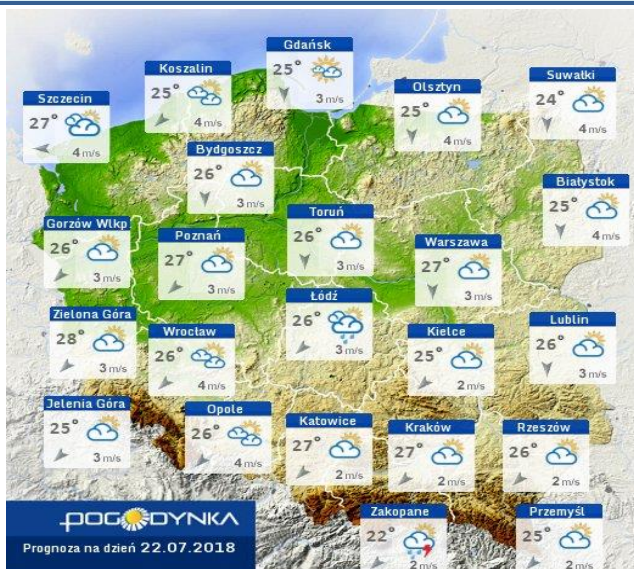 Gdańsk
25° 3 m/s
Koszalin
25° 4 m/s
Suwałki
24° 4 m/s
Olsztyn
25° 4 m/s
Szczecin
27° 4 m/s
Bydgoszcz
26° 3 m/s
Białystok
25° 4 m/s
Toruń
26° 3 m/s
Gorzów Wlkp
26° 3 m/s
Poznań
27° 3 m/s
Warszawa
27° 3 m/s
Łódź
26° 3 m/s
Zielona Góra
28° 3 m/s
Lublin
26° 3 m/s
Wrocław
26° 4 m/s
Kielce
25° 2 m/s
Jelenia Góra
25° 3 m/s
Opole
26° 4 m/s
Katowice
27° 2 m/s
Kraków
27° 2 m/s
Rzeszów
26° 2 m/s
Zakopane
22° 2 m/s
Przemyśl
25° 2 m/s
POGODYNKA
Prognoza na dzień 22.07.2018